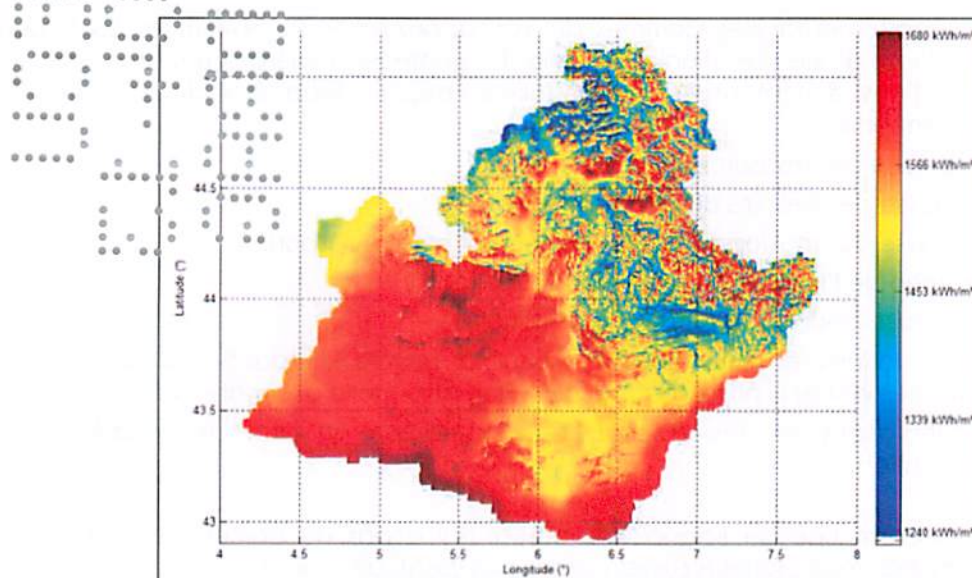 1680 kWh/m²
1566 kWh/m²
1453 kWh/m²
1339 kWh/m²
1240 kWh/m²
Latitude (°)
44.5
44
43.5
43
4
4.5
5
5.5
6
6.5
7
7.5
8
Longitude (°)